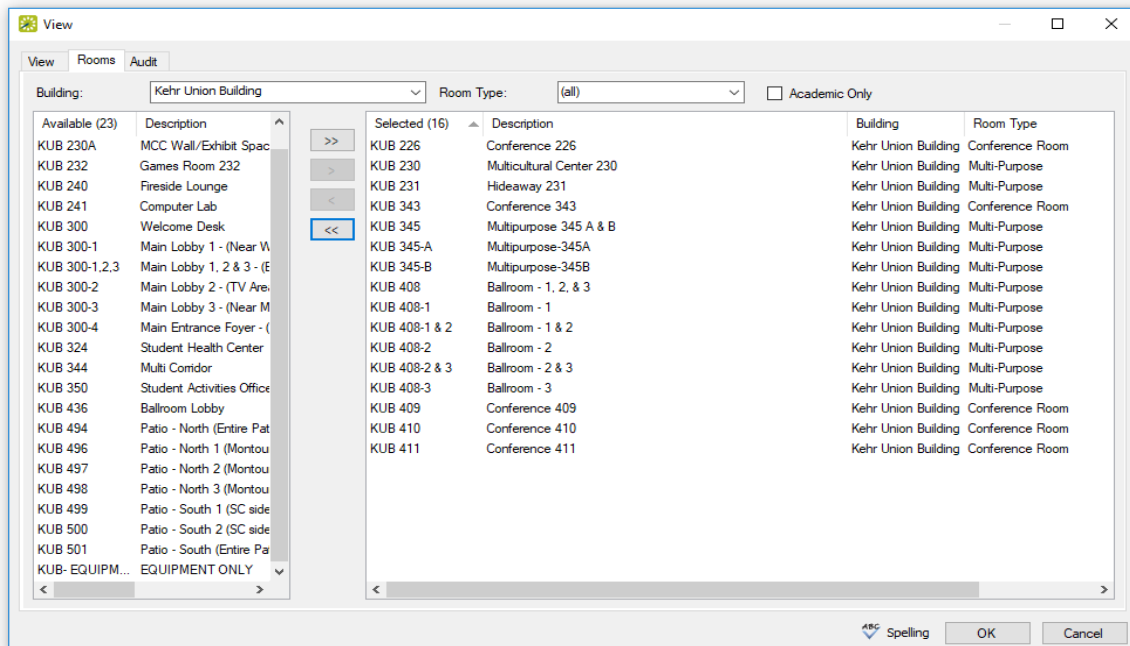 View
View Rooms Audit
Building: Kehr Union Building Room Type: (all) Academic Only
Available (23) Description
KUB 230A MCC Wall/Exhibit Spac
KUB 232 Games Room 232
KUB 240 Fireside Lounge
KUB 241 Computer Lab
KUB 300 Welcome Desk
KUB 300-1 Main Lobby 1 - (Near W
KUB 300-1,2,3 Main Lobby 1, 2 & 3 - (E
KUB 300-2 Main Lobby 2 - (TV Are
KUB 300-3 Main Lobby 3 - (Near M
KUB 300-4 Main Entrance Foyer - (
KUB 324 Student Health Center
KUB 344 Multi Corridor
KUB 350 Student Activities Office
KUB 436 Ballroom Lobby
KUB 494 Patio - North (Entire Pat
KUB 496 Patio - North 1 (Montou
KUB 497 Patio - North 2 (Montou
KUB 498 Patio - North 3 (Montou
KUB 499 Patio - South 1 (SC side
KUB 500 Patio - South 2 (SC side
KUB 501 Patio - South (Entire Pa
KUB- EQUIPM... EQUIPMENT ONLY
>>
>
<
<<
Selected (16) Description Building Room Type
KUB 226 Conference 226 Kehr Union Building Conference Room
KUB 230 Multicultural Center 230 Kehr Union Building Multi-Purpose
KUB 231 Hideaway 231 Kehr Union Building Multi-Purpose
KUB 343 Conference 343 Kehr Union Building Conference Room
KUB 345 Multipurpose 345 A & B Kehr Union Building Multi-Purpose
KUB 345-A Multipurpose-345A Kehr Union Building Multi-Purpose
KUB 345-B Multipurpose-345B Kehr Union Building Multi-Purpose
KUB 408 Ballroom - 1, 2, & 3 Kehr Union Building Multi-Purpose
KUB 408-1 Ballroom - 1 Kehr Union Building Multi-Purpose
KUB 408-1 & 2 Ballroom - 1 & 2 Kehr Union Building Multi-Purpose
KUB 408-2 Ballroom - 2 Kehr Union Building Multi-Purpose
KUB 408-2 & 3 Ballroom - 2 & 3 Kehr Union Building Multi-Purpose
KUB 408-3 Ballroom - 3 Kehr Union Building Multi-Purpose
KUB 409 Conference 409 Kehr Union Building Conference Room
KUB 410 Conference 410 Kehr Union Building Conference Room
KUB 411 Conference 411 Kehr Union Building Conference Room
ABC Spelling OK Cancel